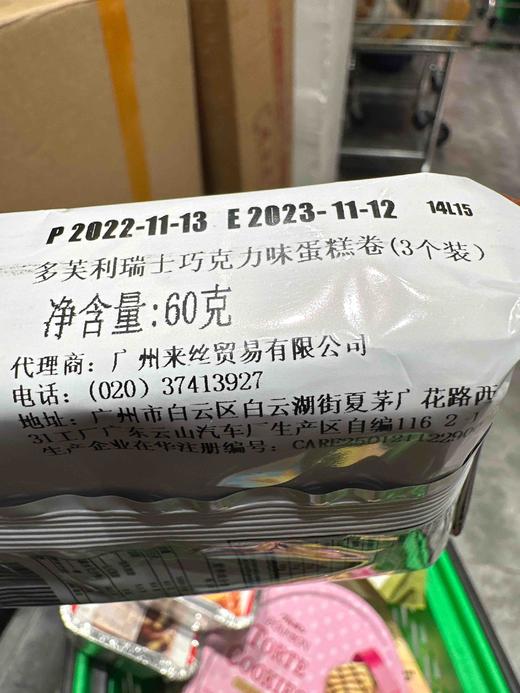 P 2022-11-13 E 2023-11-12 14L15
多芙利瑞士巧克力味蛋糕卷(3个装)
净含量:60克
代理商: 广州来丝贸易有限公司
电话: (020) 37413927
地址: 广州市白云区白云湖街夏茅广花路西
31工厂广东云山汽车厂生产区自编116 2
生产企业在华注册编号:
TORTE
COOKIES